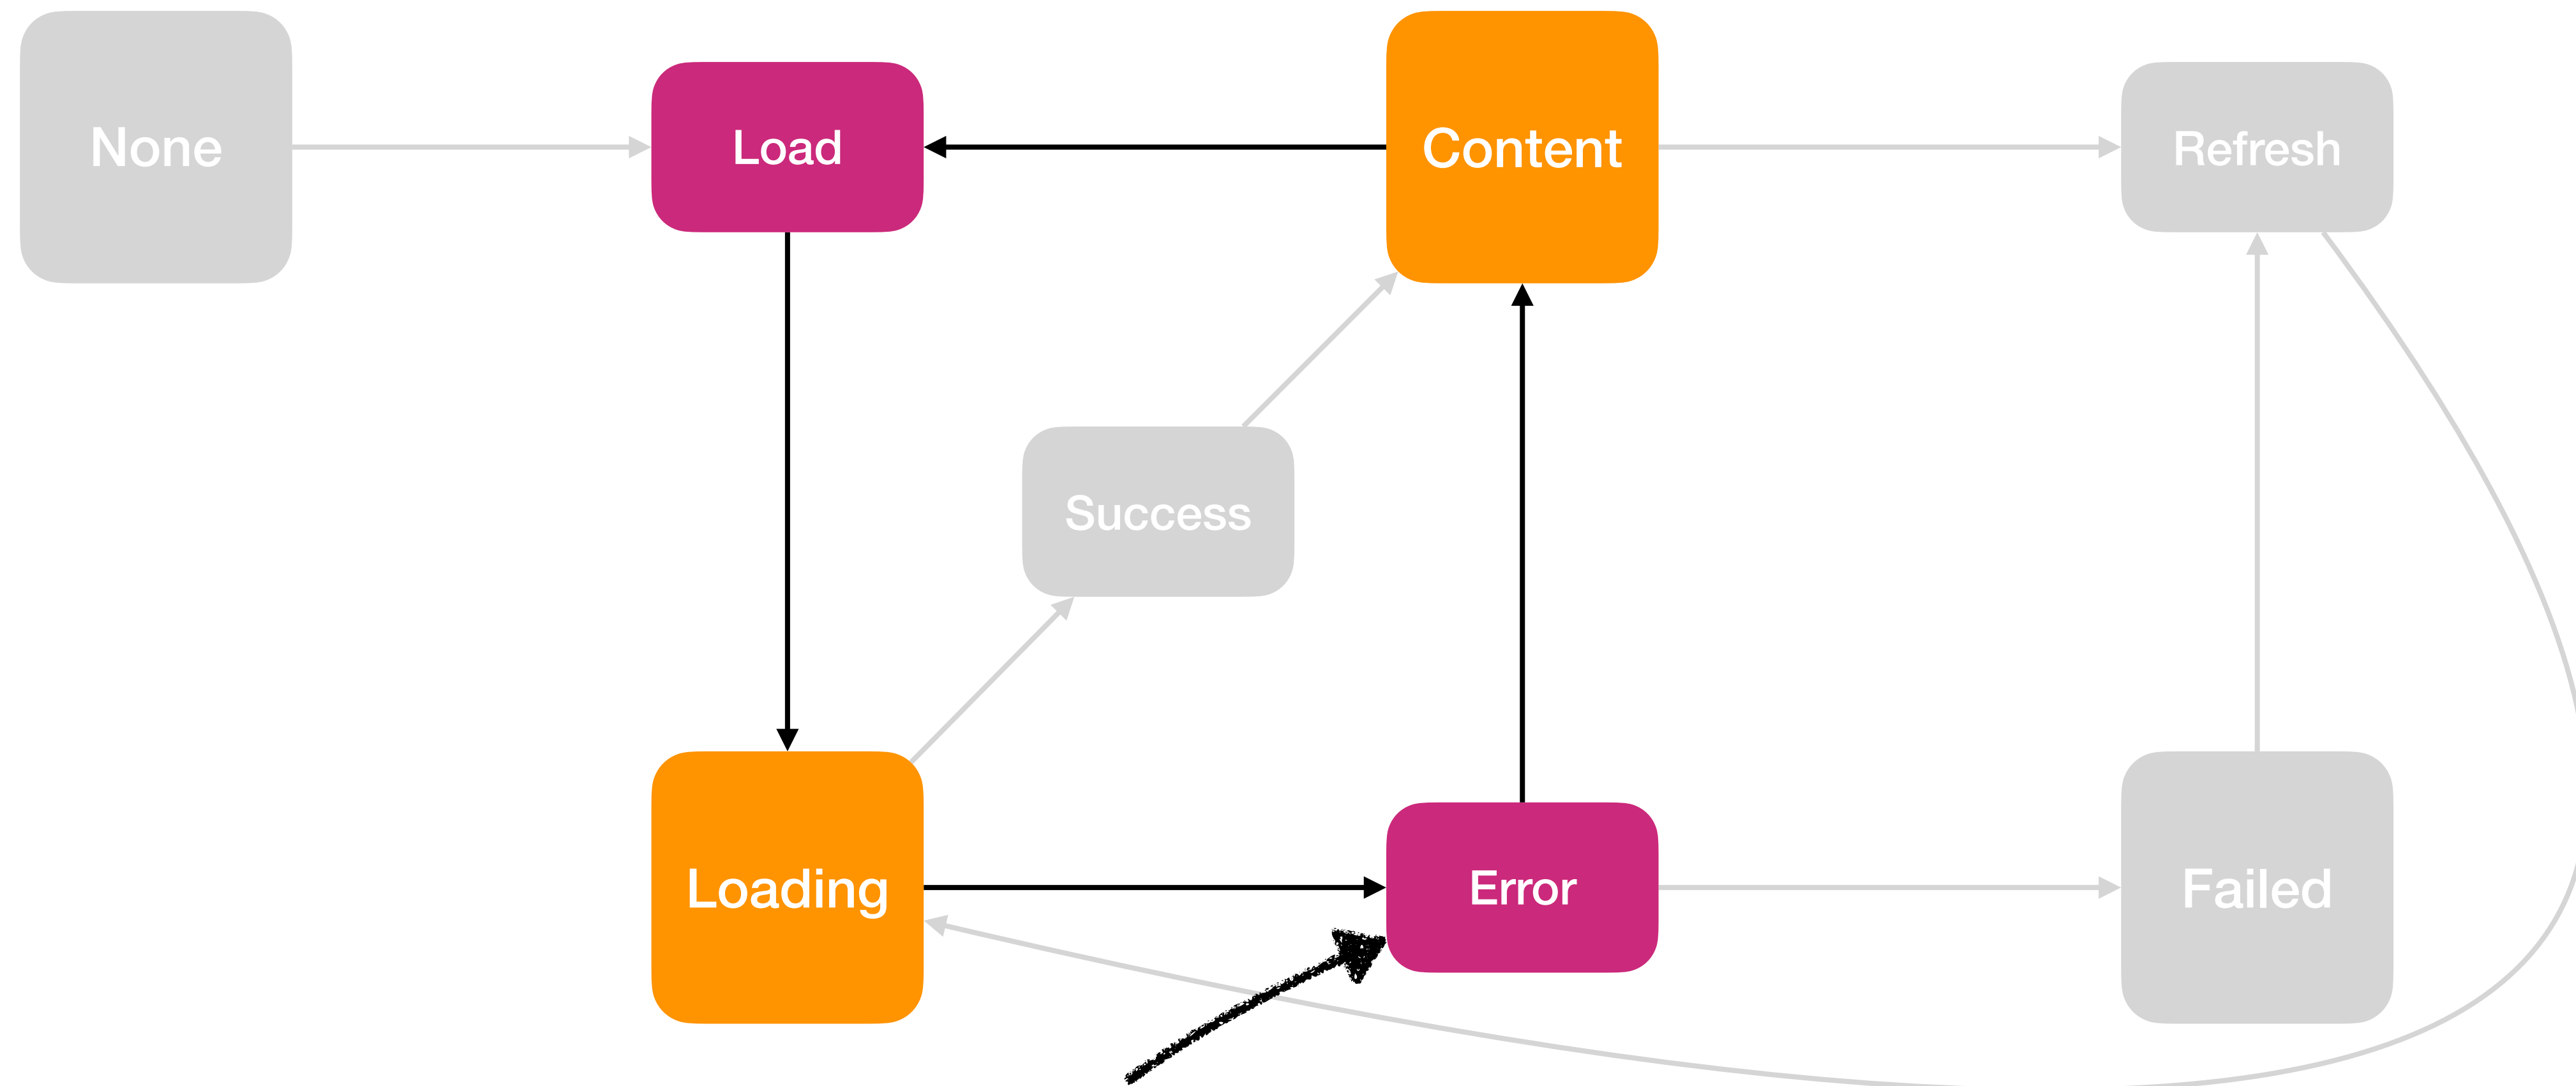 None
Load
Content
Refresh
Success
Loading
Error
Failed